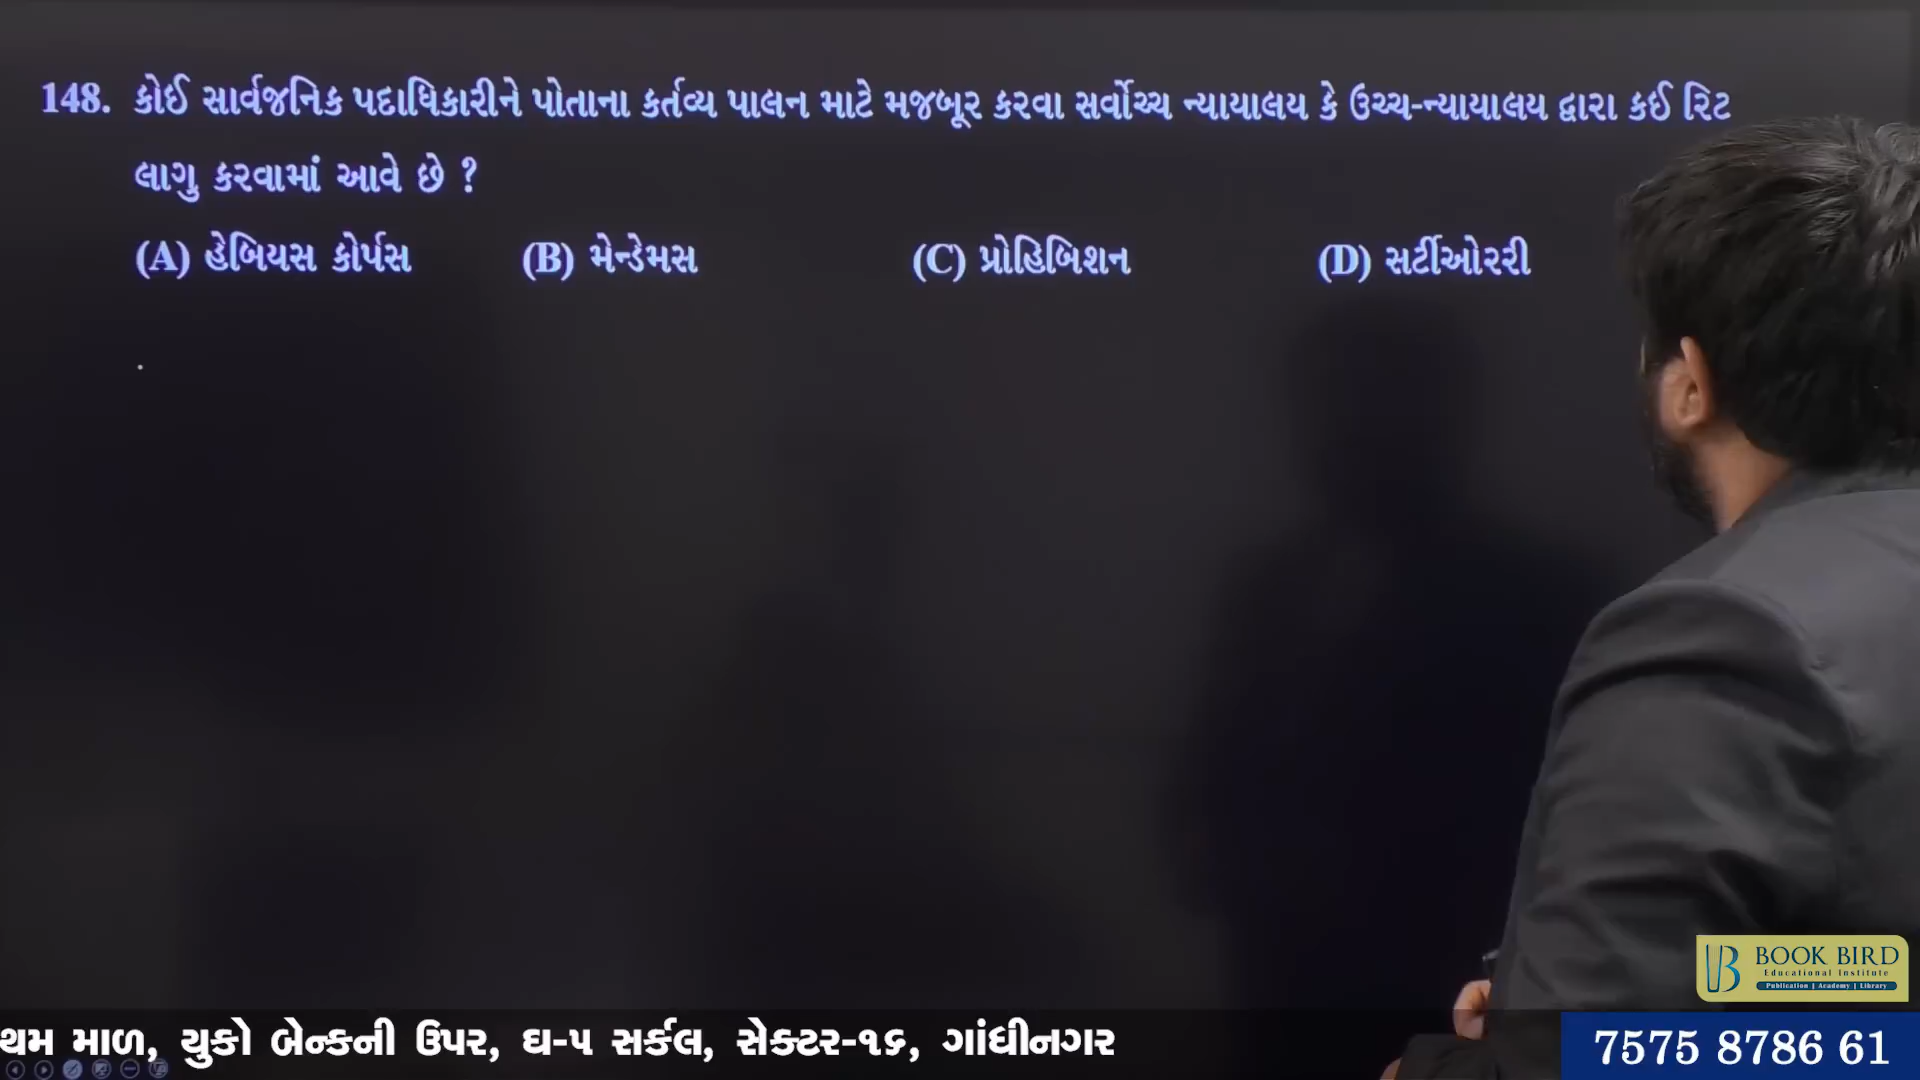 148. કોઈ સાર્વજનિક પદાધિકારીને પોતાના કર્તવ્ય પાલન માટે મજબૂર કરવા સર્વોચ્ચ ન્યાયાલય કે ઉચ્ચ-ન્યાયાલય દ્વારા કઈ રિટ
લાગુ કરવામાં આવે છે ?
(A) હેબિયસ કોર્પસ (B) મેન્ડેમસ (C) પ્રોહિબિશન (D) સર્ટીઓરરી
BOOK BIRD
Educational Institute
Publication | Academy | Library
થમ માળ, યુકો બેન્કની ઉપર, ઘ-૫ સર્કલ, સેક્ટર-૧૬, ગાંધીનગર
7575 8786 61